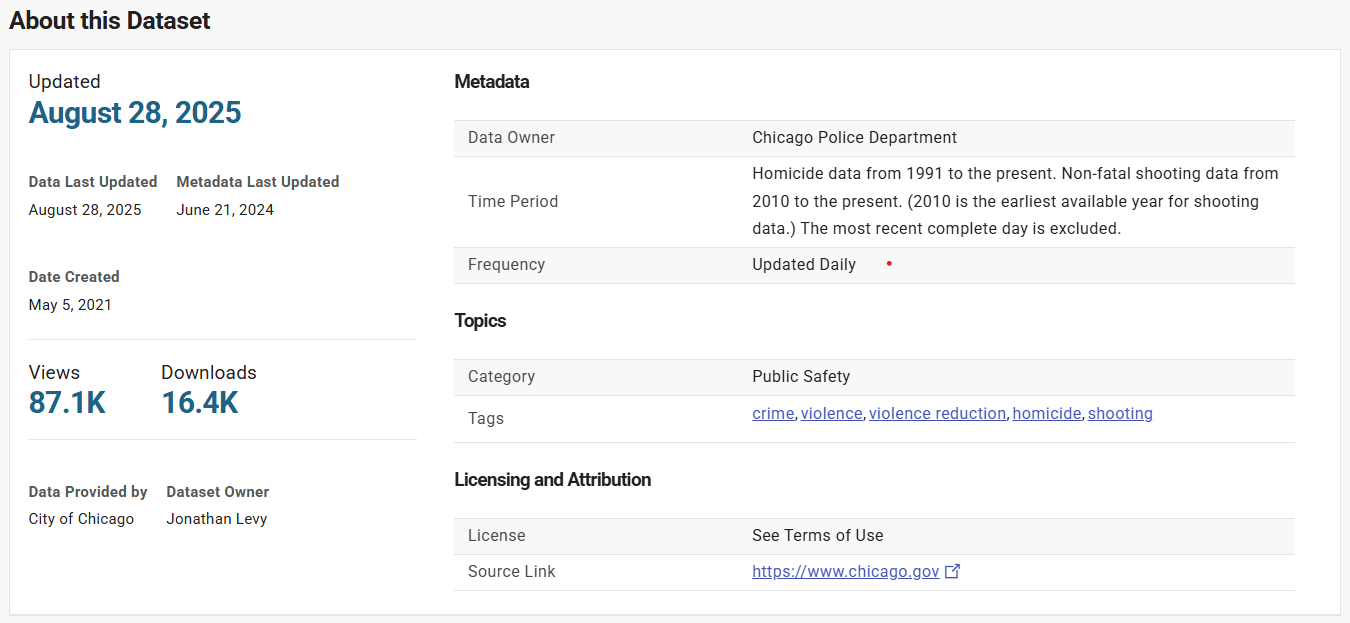 About this Dataset
Updated
August 28, 2025
Data Last Updated
Metadata Last Updated
August 28, 2025
June 21, 2024
Date Created
May 5, 2021
Views
Downloads
87.1K
16.4K
Data Provided by
Dataset Owner
City of Chicago
Jonathan Levy
Metadata
Data Owner
Chicago Police Department
Time Period
Homicide data from 1991 to the present. Non-fatal shooting data from
2010 to the present. (2010 is the earliest available year for shooting
data.) The most recent complete day is excluded.
Frequency
Updated Daily
Topics
Category
Public Safety
Tags
crime, violence, violence reduction, homicide, shooting
Licensing and Attribution
License
See Terms of Use
Source Link
https://www.chicago.gov